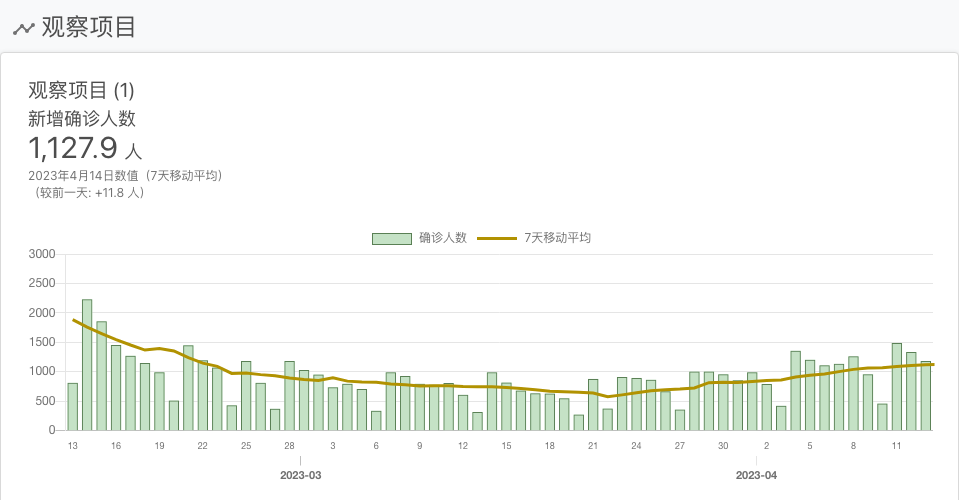 观察项目
观察项目 (1)
新增确诊人数
1,127.9 人
2023年4月14日数值（7天移动平均）
（较前一天: +11.8 人）
确诊人数 7天移动平均
3000
2500
2000
1500
1000
500
0
13 16 19 22 25 28 3 6 9 12 15 18 21 24 27 30 2 5 8 11
2023-03 2023-04